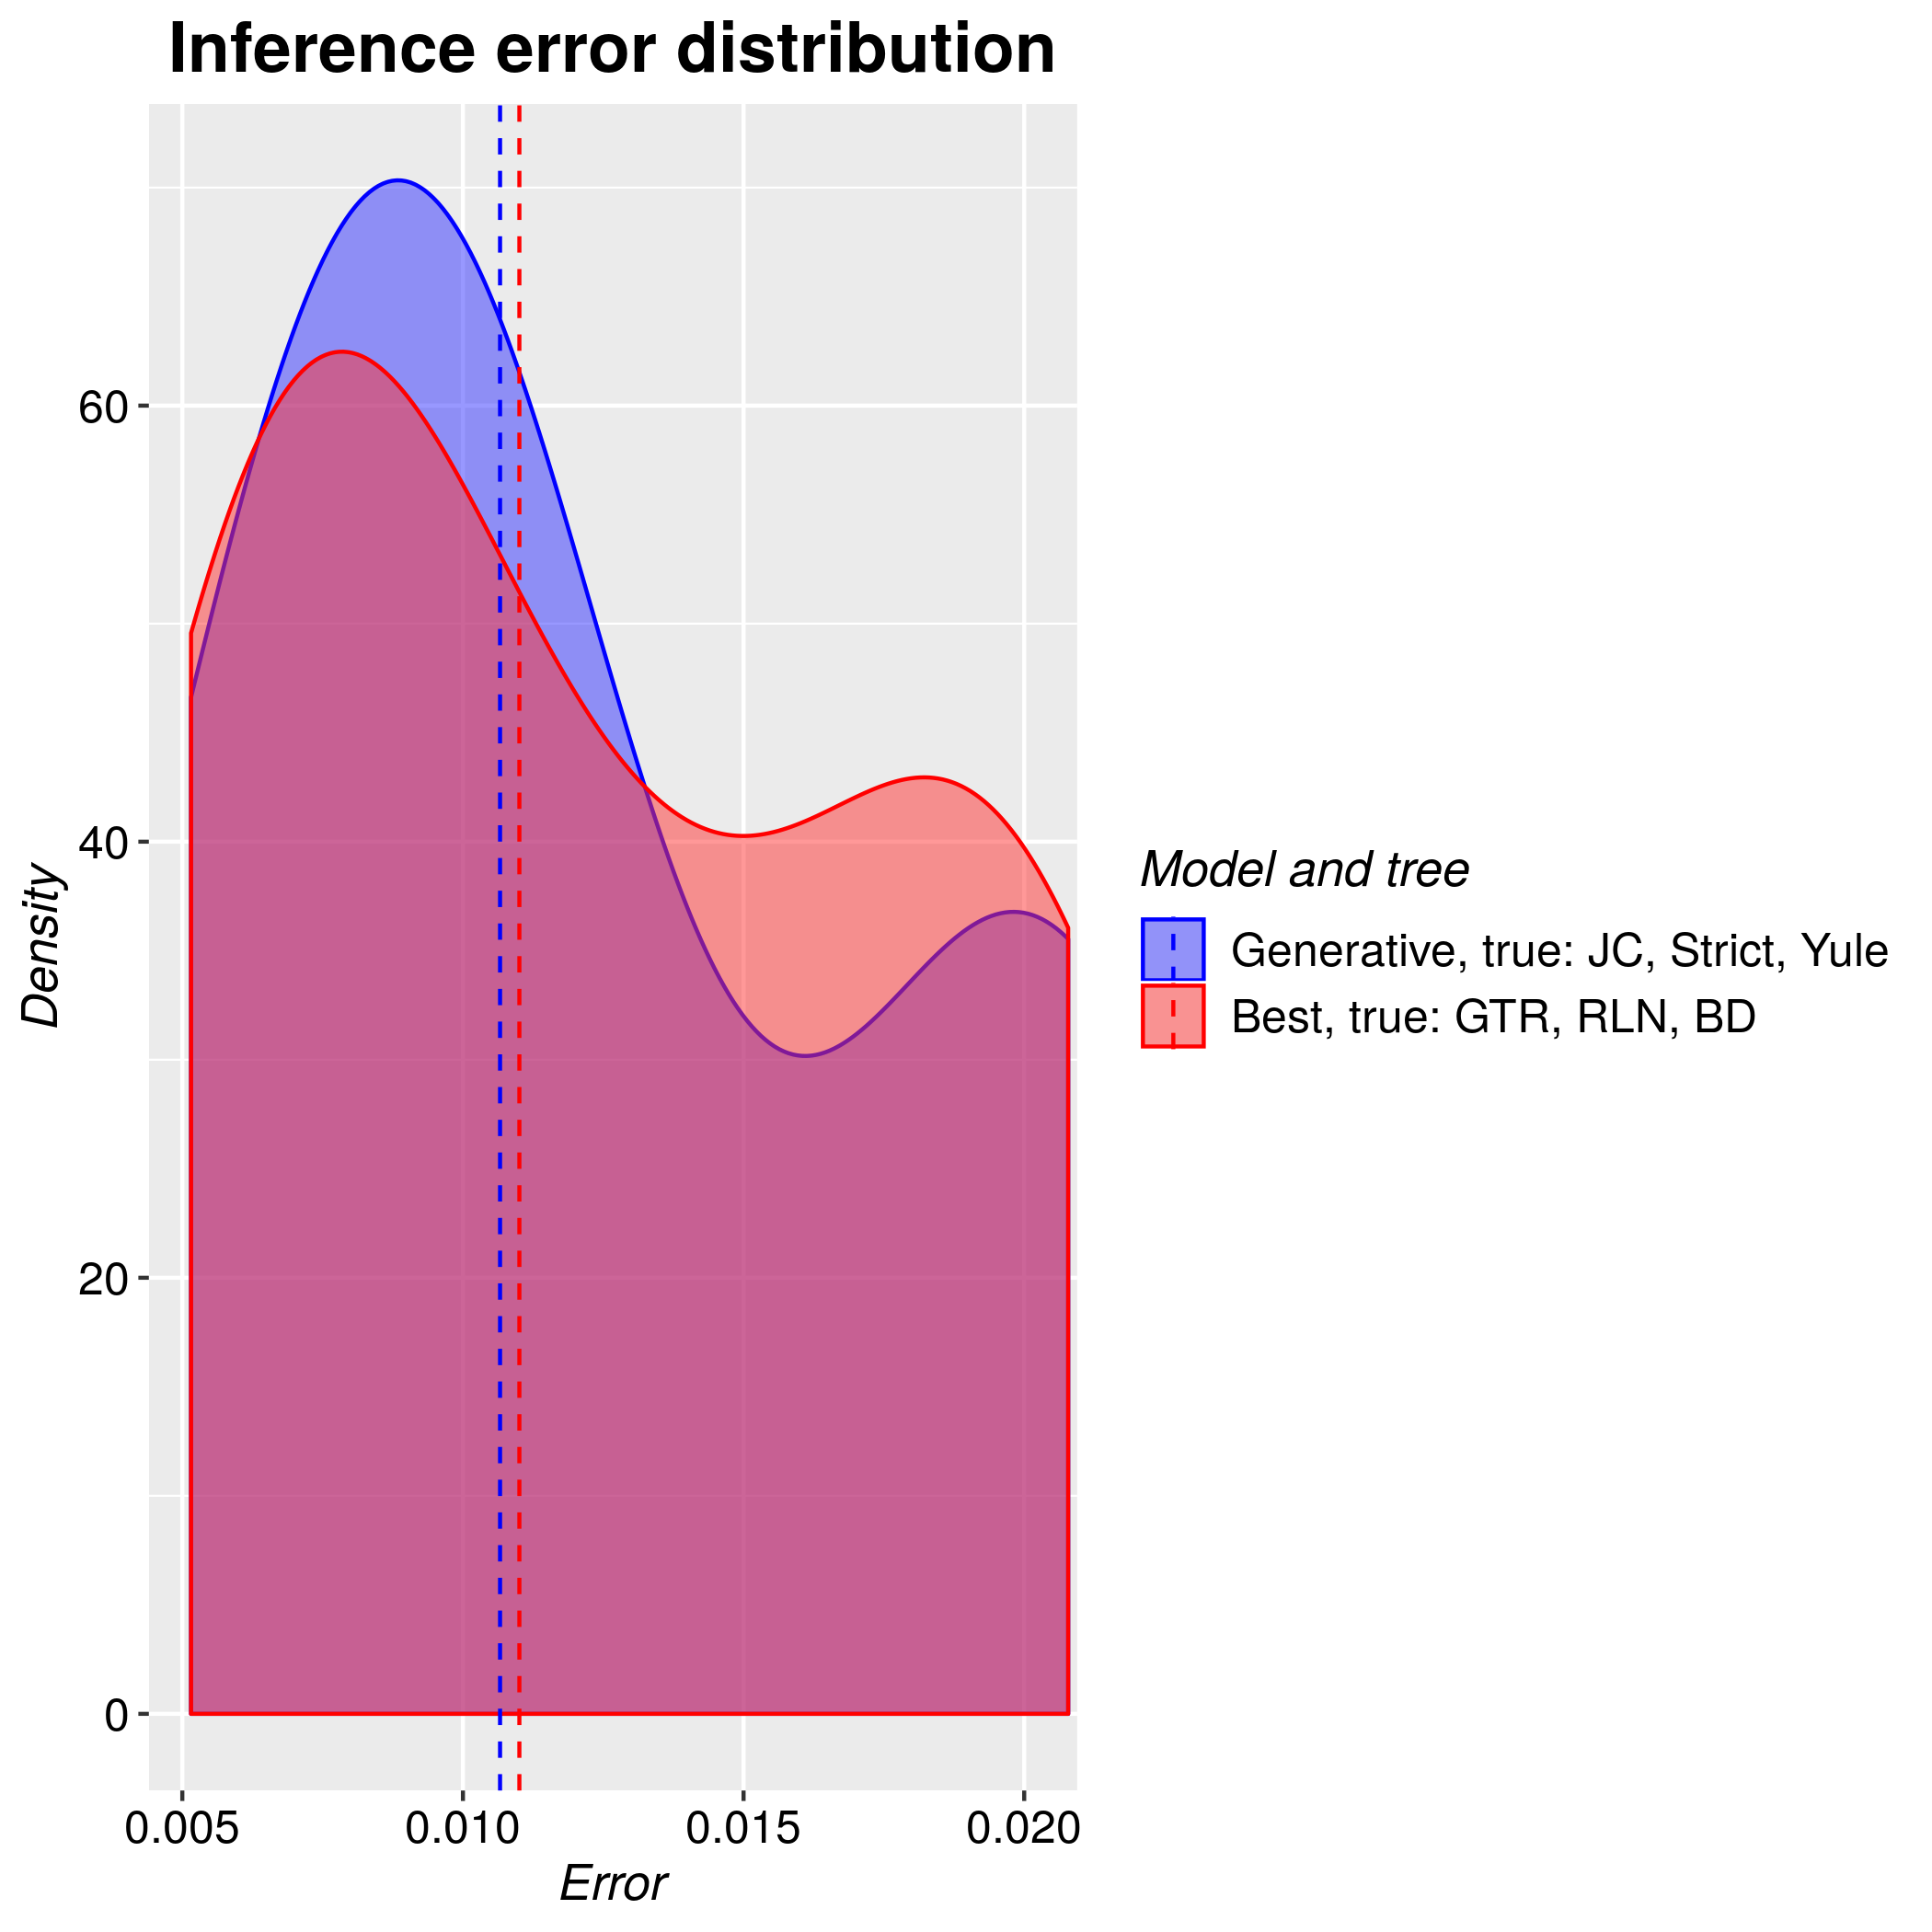 Inference error distribution
Density
60
40
20
0
0.005 0.010 0.015 0.020
Error
Model and tree
Generative, true: JC, Strict, Yule
Best, true: GTR, RLN, BD